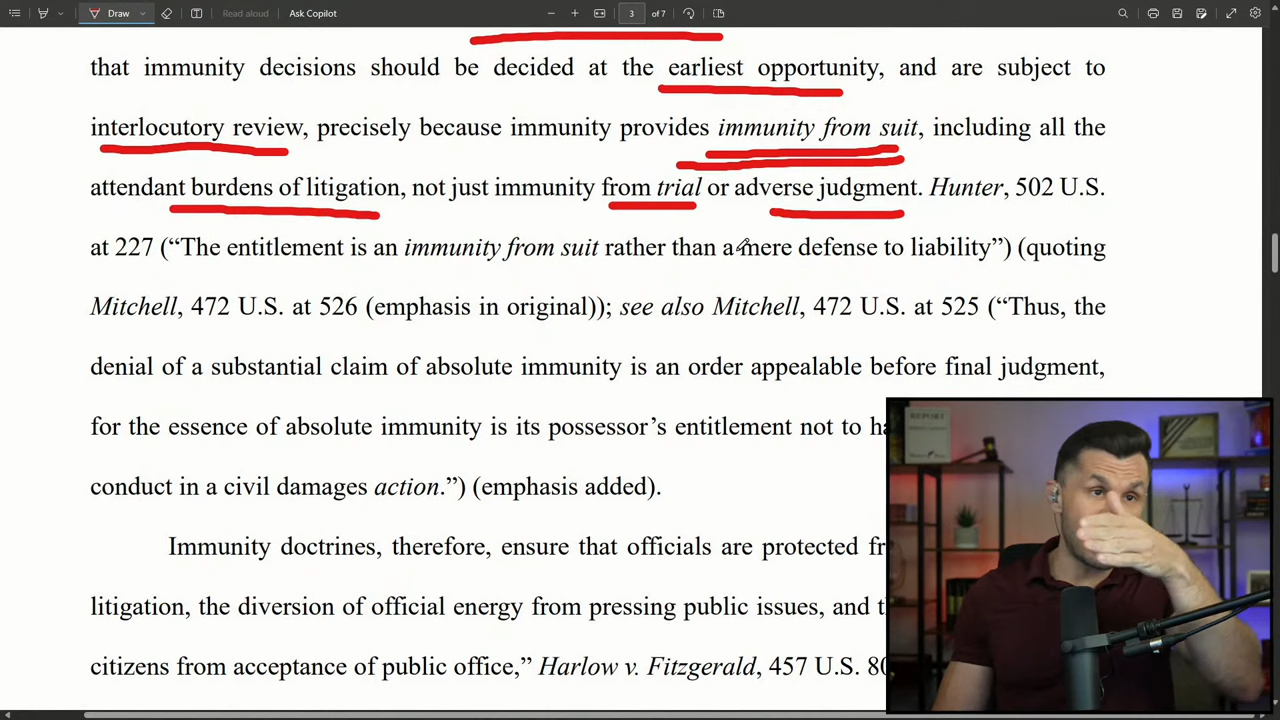 Draw
Read aloud
Ask Copilot
3 of 7
that immunity decisions should be decided at the earliest opportunity, and are subject to
interlocutory review, precisely because immunity provides immunity from suit, including all the
attendant burdens of litigation, not just immunity from trial or adverse judgment. Hunter, 502 U.S.
at 227 (“The entitlement is an immunity from suit rather than a mere defense to liability”) (quoting
Mitchell, 472 U.S. at 526 (emphasis in original)); see also Mitchell, 472 U.S. at 525 (“Thus, the
denial of a substantial claim of absolute immunity is an order appealable before final judgment,
for the essence of absolute immunity is its possessor’s entitlement not to
conduct in a civil damages action.”) (emphasis added).
Immunity doctrines, therefore, ensure that officials are protected
litigation, the diversion of official energy from pressing public issues, and
citizens from acceptance of public office,” Harlow v. Fitzgerald, 457 U.S.
REPORT